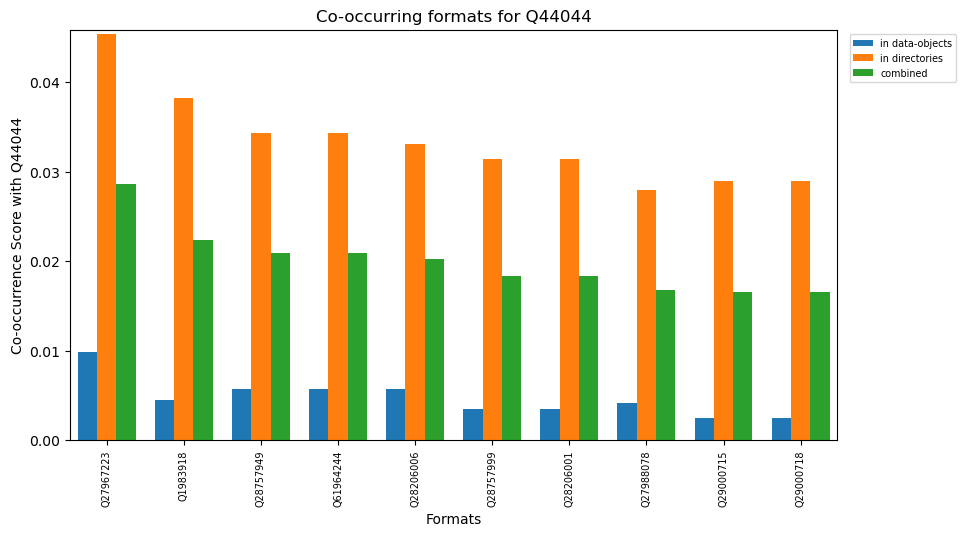 Co-occurring formats for Q44044
in data-objects
in directories
combined
Co-occurrence Score with Q44044
0.04
0.03
0.02
0.01
0.00
Q27967223
Q1983918
Q28757949
Q61964244
Q28206006
Q28757999
Q28206001
Q27988078
Q29000715
Q29000718
Formats